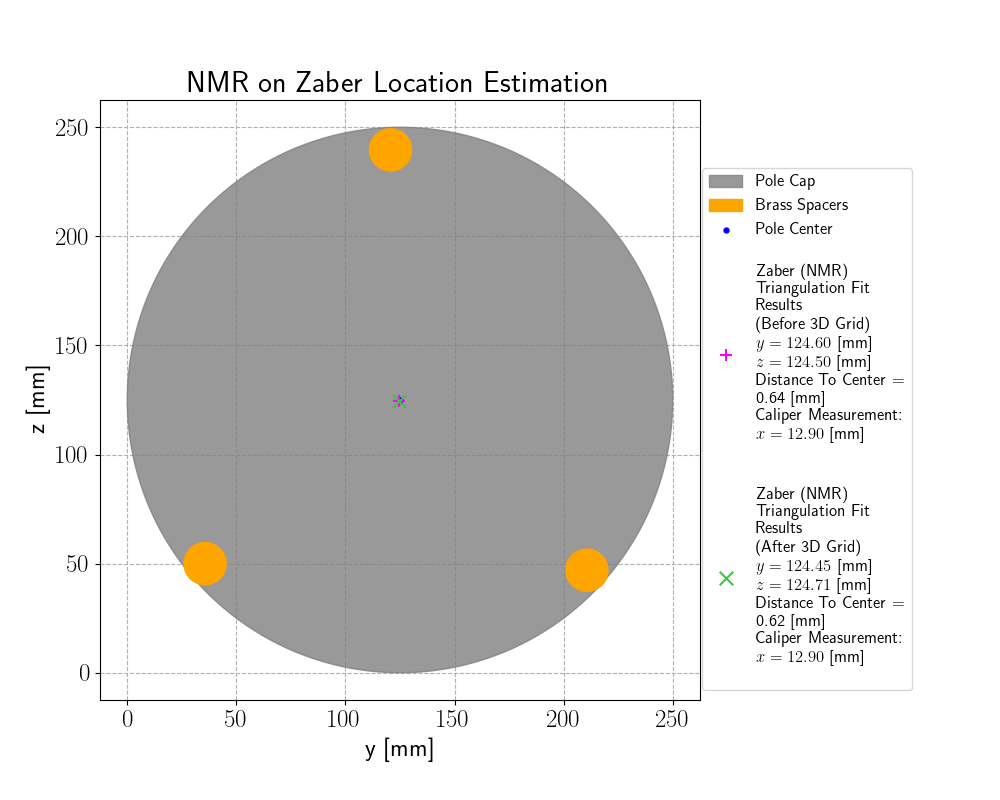 NMR on Zaber Location Estimation
250
200
150
100
50
0
z [mm]
0 50 100 150 200 250
y [mm]
Pole Cap
Brass Spacers
Pole Center
Zaber (NMR)
Triangulation Fit
Results
(Before 3D Grid)
y = 124.60 [mm]
z = 124.50 [mm]
Distance To Center =
0.64 [mm]
Caliper Measurement:
x = 12.90 [mm]
Zaber (NMR)
Triangulation Fit
Results
(After 3D Grid)
y = 124.45 [mm]
z = 124.71 [mm]
Distance To Center =
0.62 [mm]
Caliper Measurement:
x = 12.90 [mm]